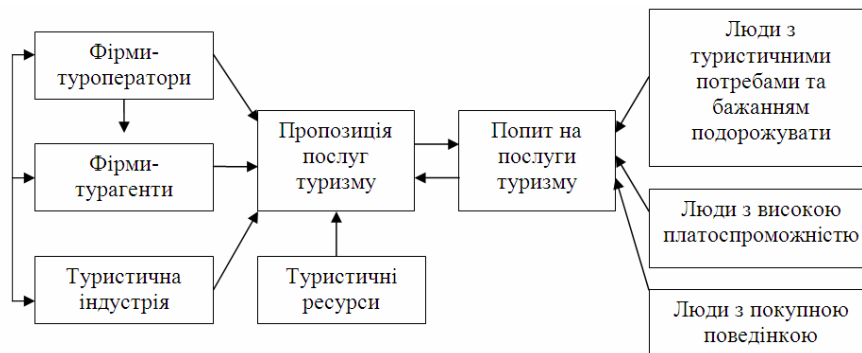 Фірми-
туроператори
Фірми-
турагенти
Туристична
індустрія
Пропозиція
послуг
туризму
Туристичні
ресурси
Попит на
послуги
туризму
Люди з
туристичними
потребами та
бажанням
подорожувати
Люди з високою
платоспроможністю
Люди з покупною
поведінкою